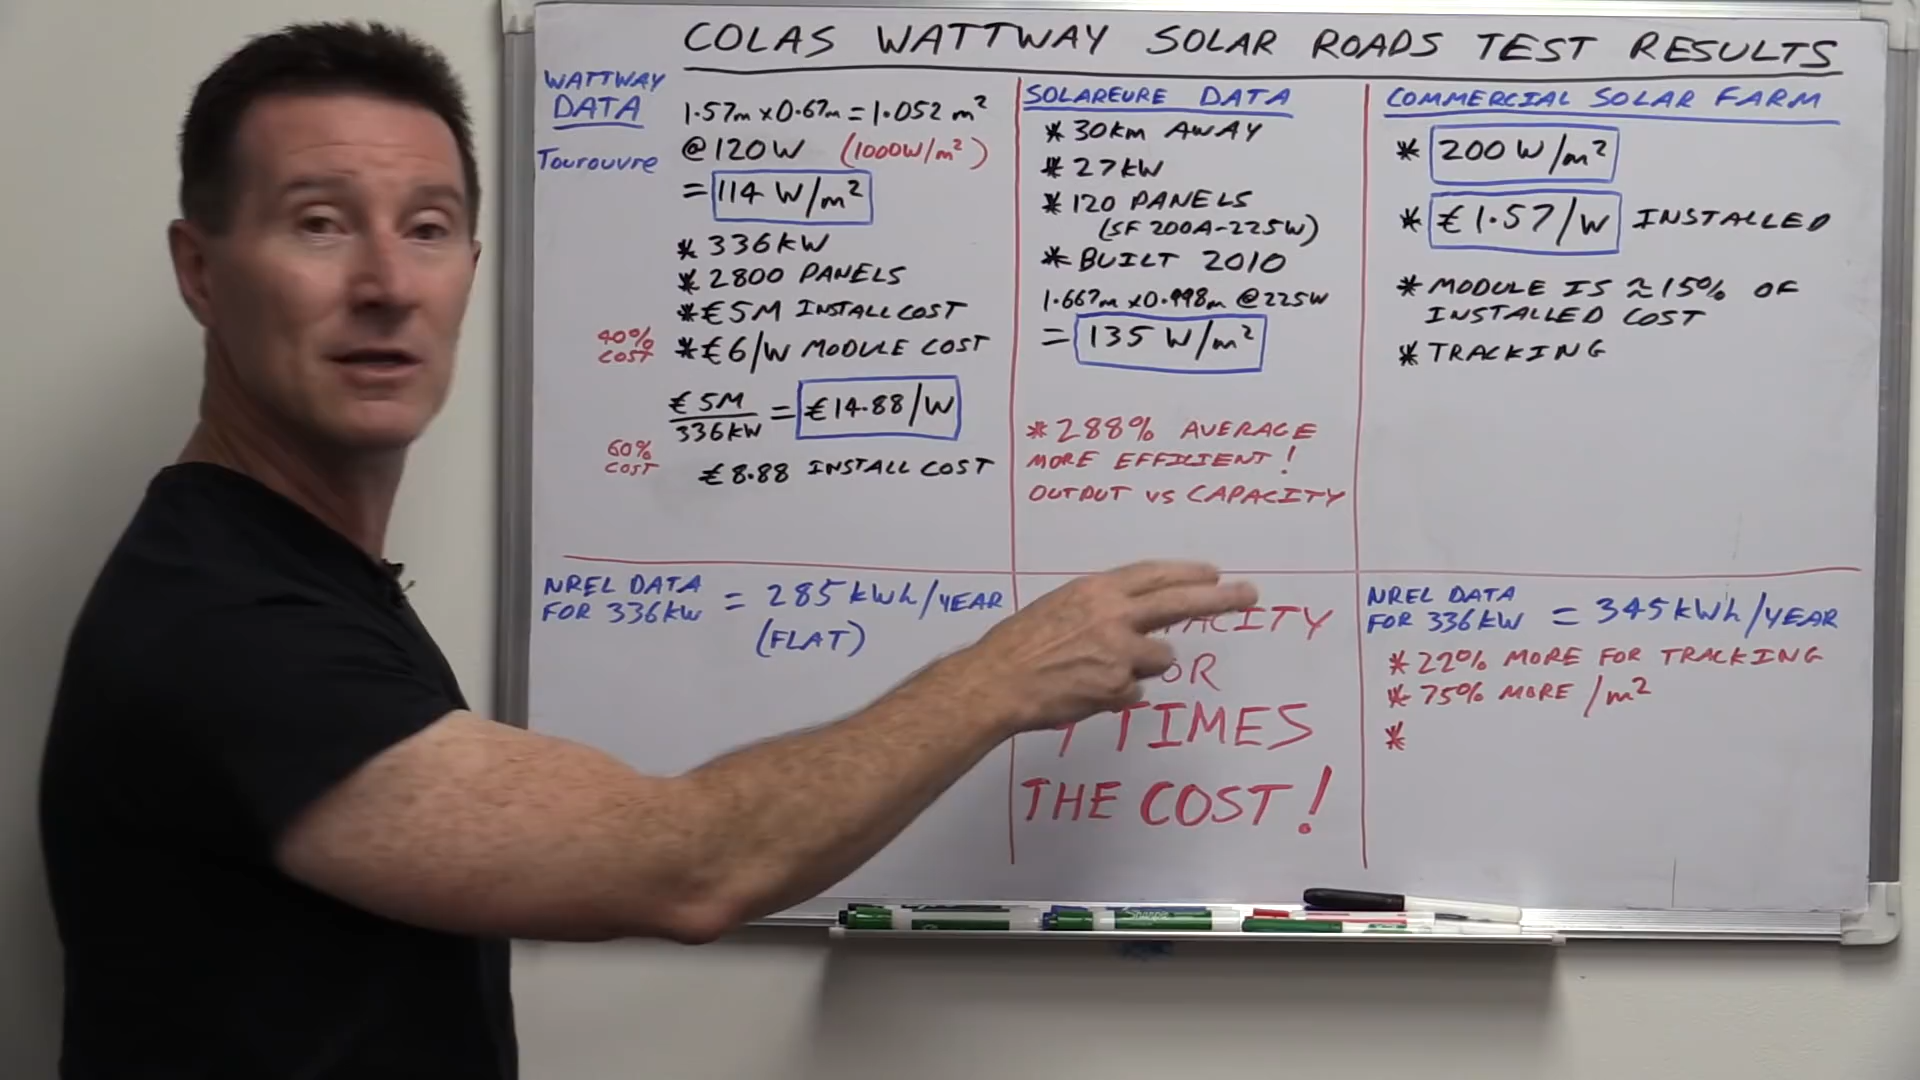 COLAS WATTWAY SOLAR ROADS TEST RESULTS
WATTWAY
DATA
Tourouvre
1.57m x 0.67m = 1.052 m²
@ 120W (1000W/m²)
= 114 W/m²
* 336kW
* 2800 PANELS
* €5M INSTALL COST
40%
COST
* €6/W MODULE COST
€5M
336kW
= €14.88/W
60%
COST
€8.88 INSTALL COST
SOLAREURE DATA
* 30km AWAY
* 27kW
* 120 PANELS
(SF 200A-225W)
* BUILT 2010
1.667m x 0.998m @ 225W
= 135 W/m²
* 288% AVERAGE
MORE EFFICIENT!
OUTPUT VS CAPACITY
COMMERCIAL SOLAR FARM
* 200 W/m²
* €1.57/W INSTALLED
* MODULE IS ≈15% OF
INSTALLED COST
* TRACKING
NREL DATA
FOR 336kW
= 285kWh/YEAR
(FLAT)
TIMES
THE COST!
NREL DATA
FOR 336kW
= 345kWh/YEAR
* 22% MORE FOR TRACKING
* 75% MORE /m²
*
Sharpie